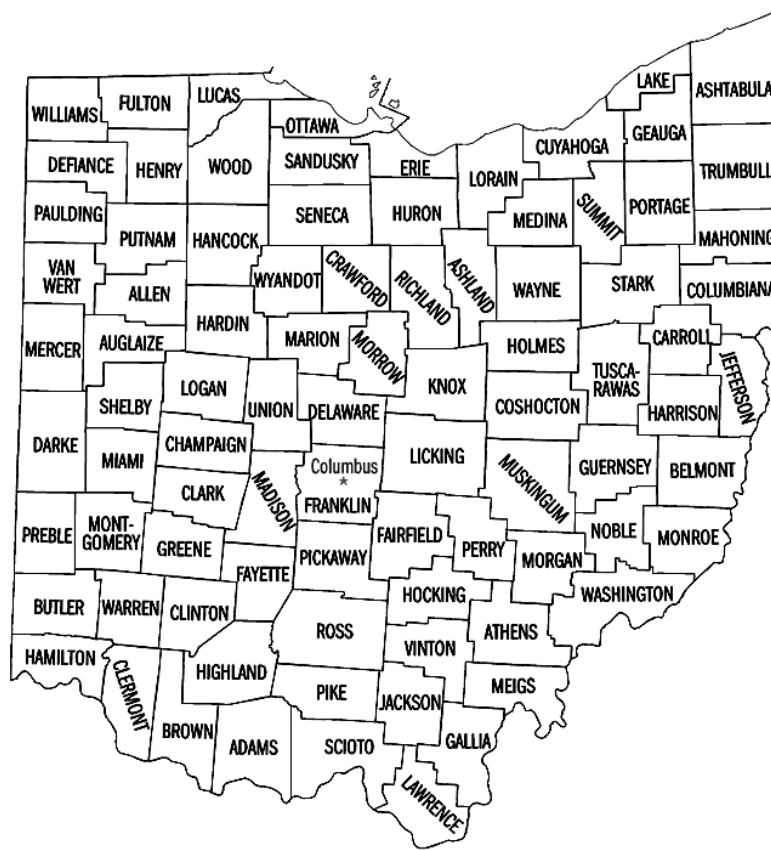 LAKE
ASHTABULA
LUCAS
FULTON
WILLIAMS
OTTAWA
GEAUGA
CUYAHOGA
DEFIANCE
HENRY
WOOD
SANDUSKY
ERIE
LORAIN
TRUMBULL
PAULDING
SENECA
HURON
MEDINA
SUMMIT
PORTAGE
PUTNAM
HANCOCK
MAHONING
VAN
WERT
WYANDOT
CRAWFORD
RICHLAND
ASHLAND
WAYNE
STARK
COLUMBIANA
ALLEN
HARDIN
MERCER
AUGLAIZE
MARION
MORROW
HOLMES
CARROLL
JEFFERSON
LOGAN
KNOX
TUSCA-
RAWAS
SHELBY
UNION
DELAWARE
COSHOCTON
HARRISON
DARKE
CHAMPAIGN
MIAMI
Columbus
LICKING
MUSKINGUM
GUERNSEY
BELMONT
CLARK
MADISON
FRANKLIN
PREBLE
MONT-
GOMERY
GREENE
FAIRFIELD
PERRY
NOBLE
MONROE
PICKAWAY
MORGAN
FAYETTE
HOCKING
WASHINGTON
BUTLER
WARREN
CLINTON
ROSS
ATHENS
VINTON
HAMILTON
CLERMONT
HIGHLAND
PIKE
JACKSON
MEIGS
BROWN
ADAMS
SCIOTO
GALLIA
LAWRENCE